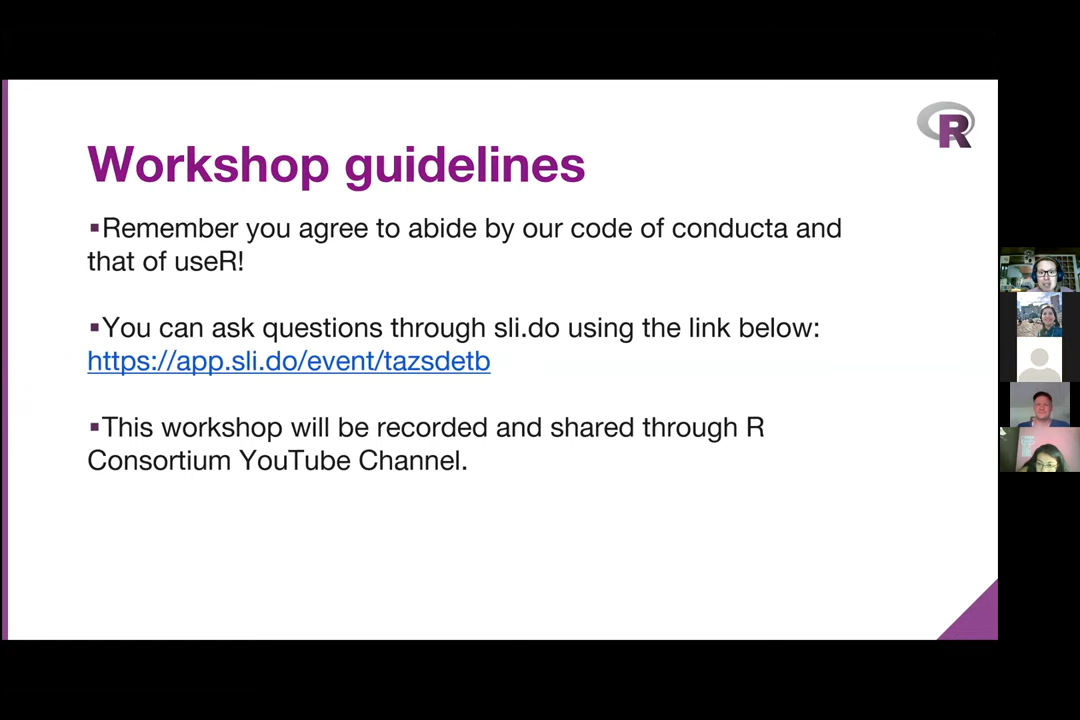 Workshop guidelines
▪Remember you agree to abide by our code of conducta and
that of useR!
▪You can ask questions through sli.do using the link below:
https://app.sli.do/event/tazsdetb
▪This workshop will be recorded and shared through R
Consortium YouTube Channel.
R